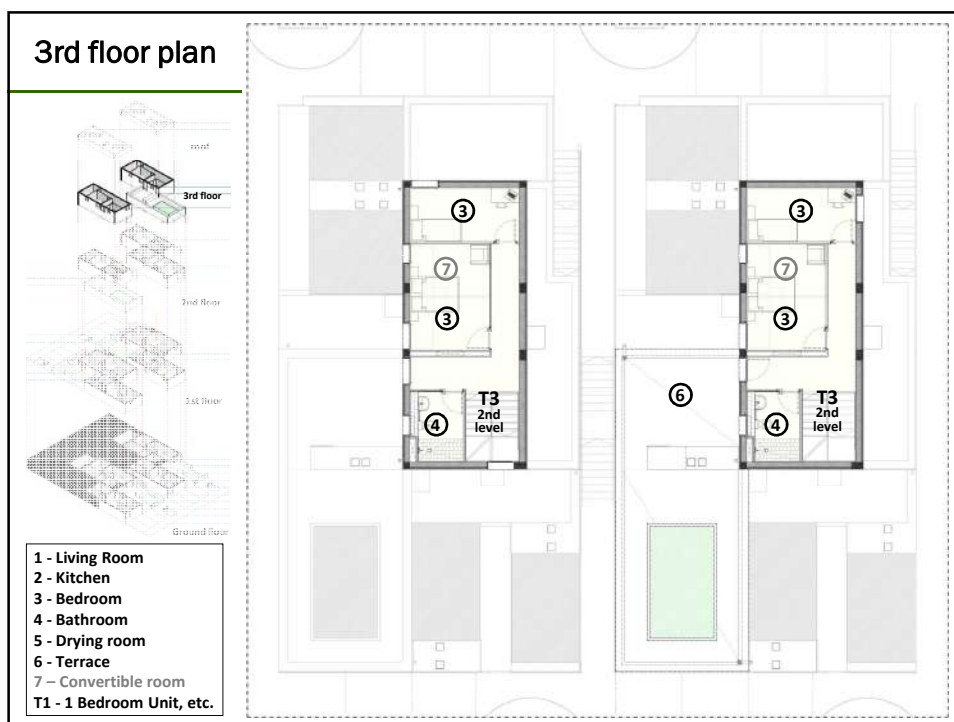 3rd floor plan
roof
3rd floor
2nd floor
1st floor
Ground floor
1 - Living Room
2 - Kitchen
3 - Bedroom
4 - Bathroom
5 - Drying room
6 - Terrace
7 – Convertible room
T1 - 1 Bedroom Unit, etc.
3
7
3
4
T3
2nd
level
6
3
7
3
4
T3
2nd
level